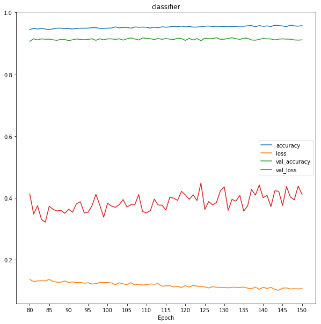 classifier
1.0
0.8
0.6
0.4
0.2
accuracy
loss
val_accuracy
val_loss
80 85 90 95 100 105 110 115 120 125 130 135 140 145 150
Epoch